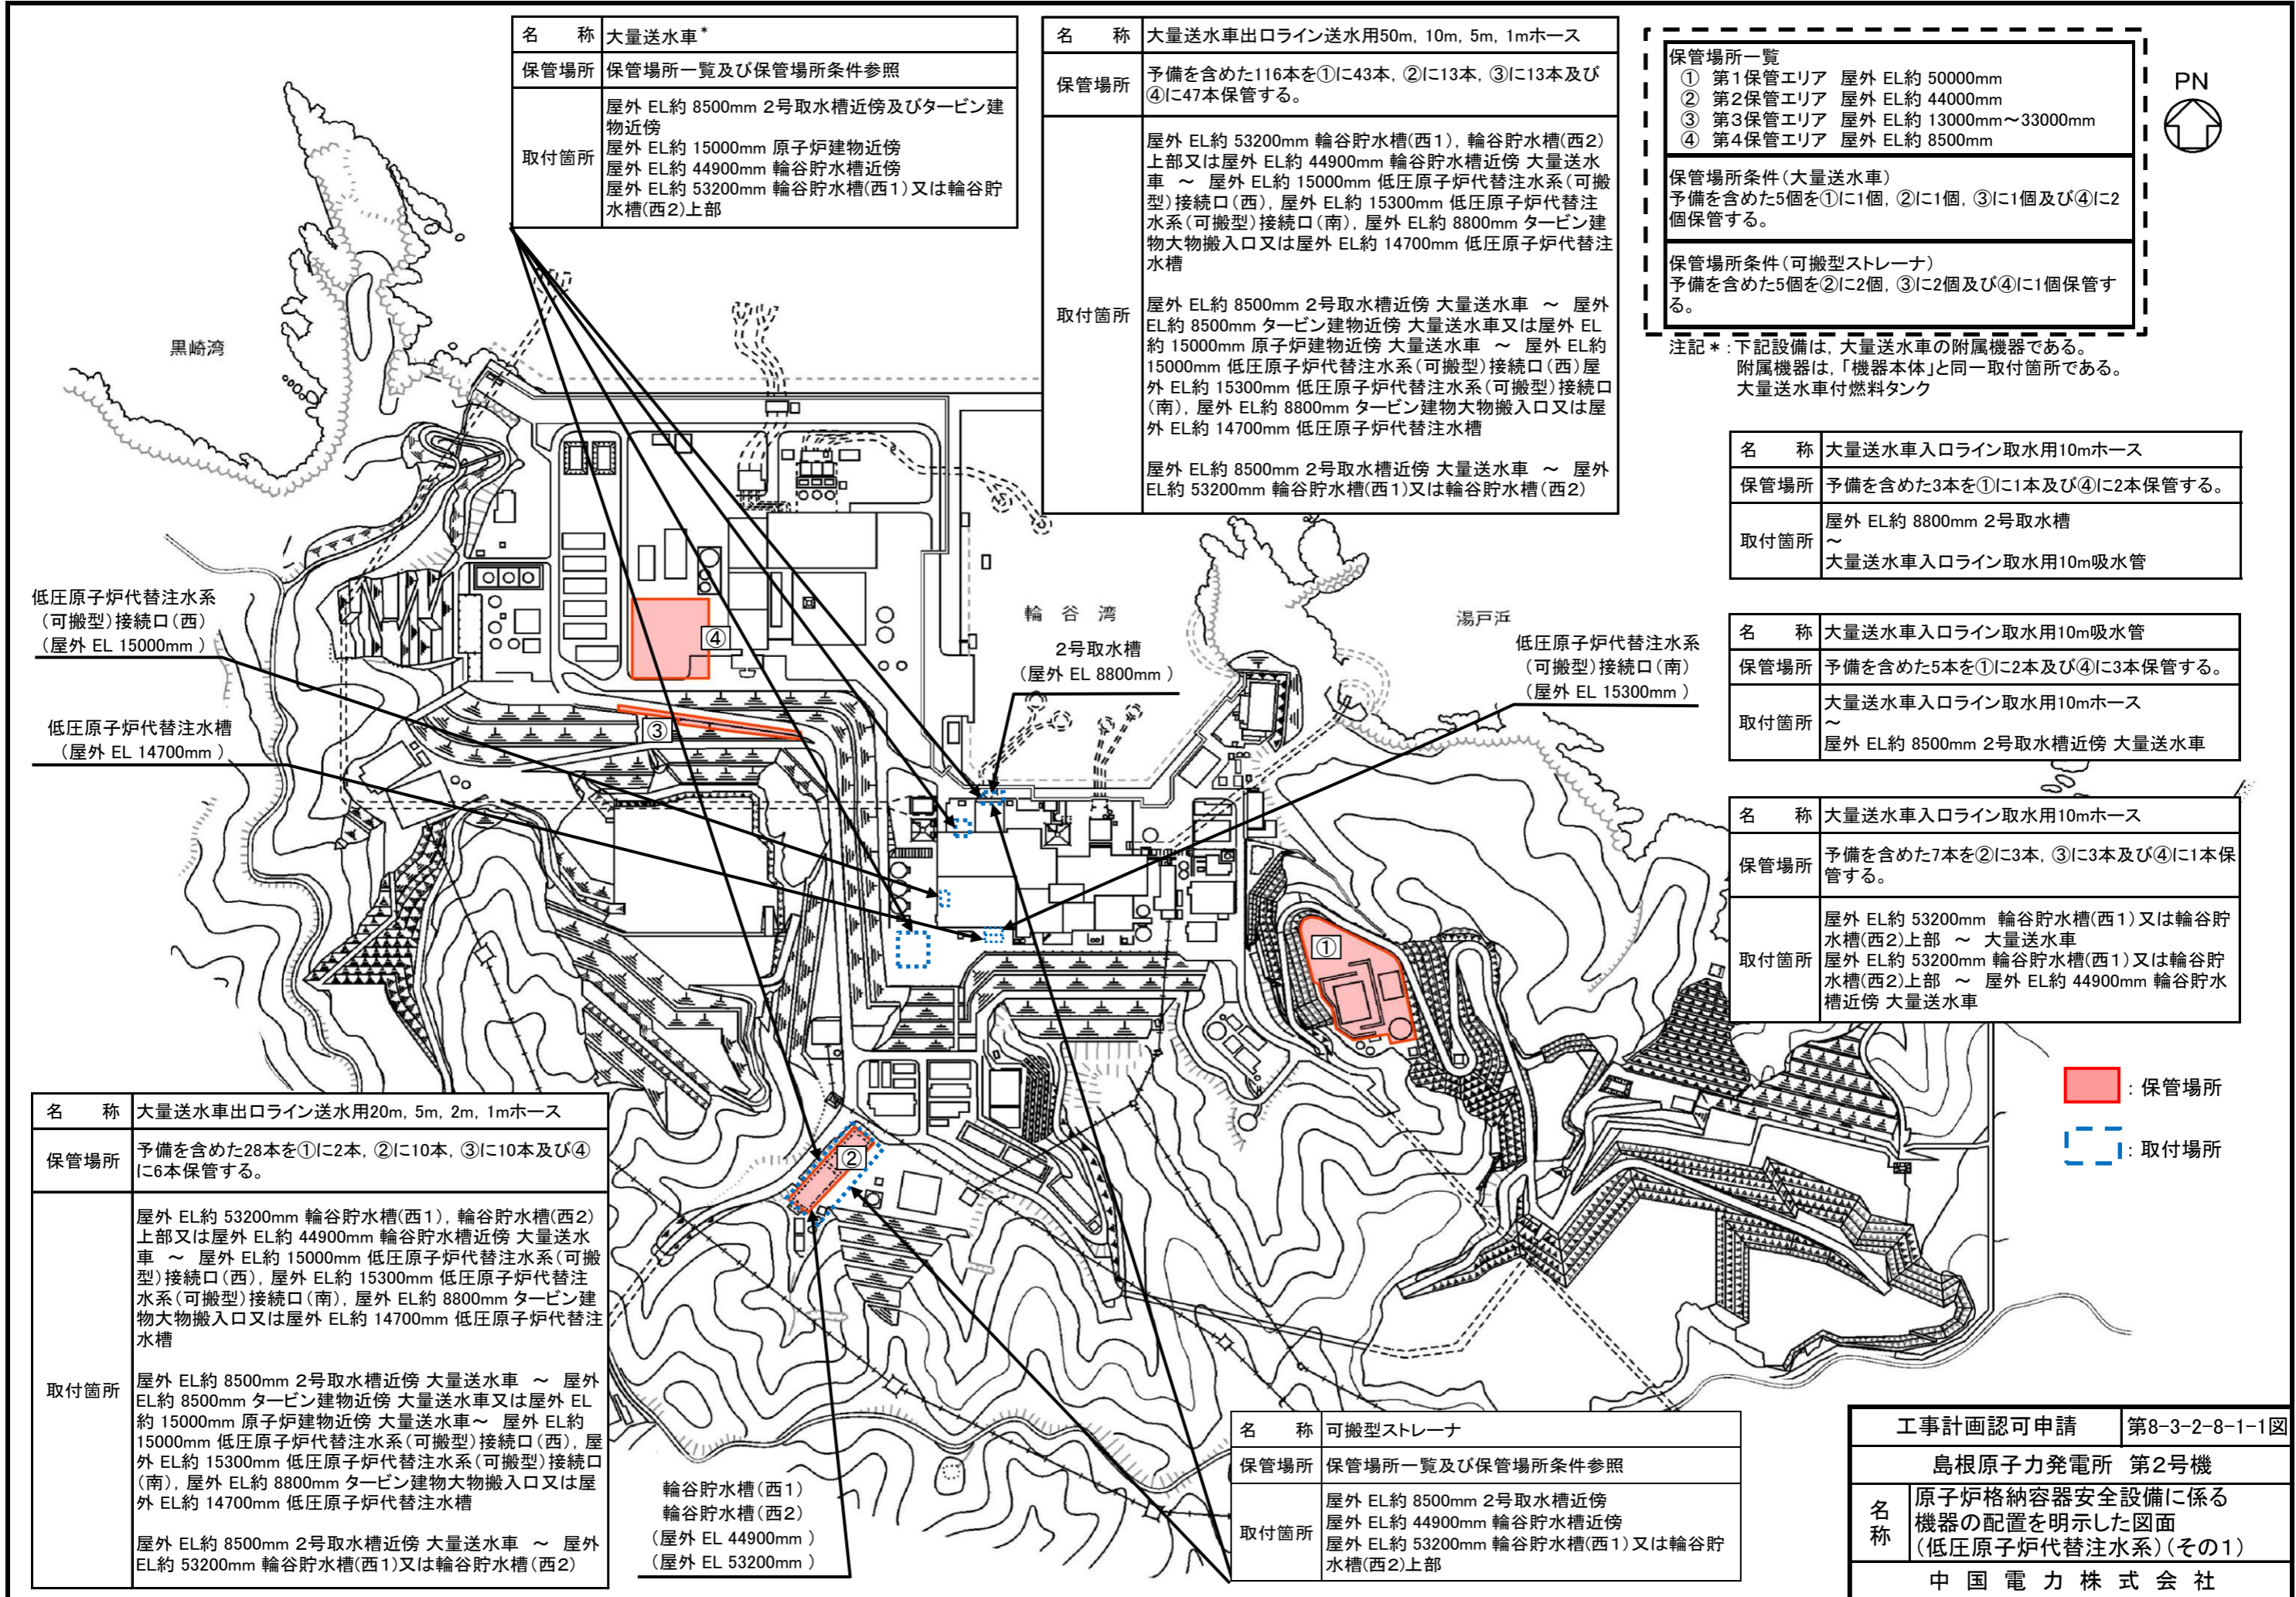 名　称 大量送水車*
保管場所 保管場所一覧及び保管場所条件参照
取付箇所
屋外 EL約 8500mm 2号取水槽近傍及びタービン建
物近傍
屋外 EL約 15000mm 原子炉建物近傍
屋外 EL約 44900mm 輪谷貯水槽近傍
屋外 EL約 53200mm 輪谷貯水槽(西1)又は輪谷貯
水槽(西2)上部
名　称 大量送水車出口ライン送水用50m, 10m, 5m, 1mホース
保管場所
予備を含めた116本を①に43本, ②に13本, ③に13本及び
④に47本保管する。
取付箇所
屋外 EL約 53200mm 輪谷貯水槽(西1), 輪谷貯水槽(西2)
上部又は屋外 EL約 44900mm 輪谷貯水槽近傍 大量送水
車 ～ 屋外 EL約 15000mm 低圧原子炉代替注水系(可搬
型)接続口(西), 屋外 EL約 15300mm 低圧原子炉代替注
水系(可搬型)接続口(南), 屋外 EL約 8800mm タービン建
物大物搬入口又は屋外 EL約 14700mm 低圧原子炉代替注
水槽
屋外 EL約 8500mm 2号取水槽近傍 大量送水車 ～ 屋外
EL約 8500mm タービン建物近傍 大量送水車又は屋外 EL
約 15000mm 原子炉建物近傍 大量送水車 ～ 屋外 EL約
15000mm 低圧原子炉代替注水系(可搬型)接続口(西)屋
外 EL約 15300mm 低圧原子炉代替注水系(可搬型)接続口
(南), 屋外 EL約 8800mm タービン建物大物搬入口又は屋
外 EL約 14700mm 低圧原子炉代替注水槽
屋外 EL約 8500mm 2号取水槽近傍 大量送水車 ～ 屋外
EL約 53200mm 輪谷貯水槽(西1)又は輪谷貯水槽(西2)
保管場所一覧
① 第1保管エリア 屋外 EL約 50000mm
② 第2保管エリア 屋外 EL約 44000mm
③ 第3保管エリア 屋外 EL約 13000mm～33000mm
④ 第4保管エリア 屋外 EL約 8500mm
保管場所条件(大量送水車)
予備を含めた5個を①に1個, ②に1個, ③に1個及び④に2
個保管する。
保管場所条件(可搬型ストレーナ)
予備を含めた5個を②に2個, ③に2個及び④に1個保管す
る。
PN
注記*:下記設備は, 大量送水車の附属機器である。
附属機器は,「機器本体」と同一取付箇所である。
大量送水車付燃料タンク
名　称 大量送水車入口ライン取水用10mホース
保管場所 予備を含めた3本を①に1本及び④に2本保管する。
取付箇所
屋外 EL約 8800mm 2号取水槽
～
大量送水車入口ライン取水用10m吸水管
名　称 大量送水車入口ライン取水用10m吸水管
保管場所 予備を含めた5本を①に2本及び④に3本保管する。
取付箇所
大量送水車入口ライン取水用10mホース
～
屋外 EL約 8500mm 2号取水槽近傍 大量送水車
名　称 大量送水車入口ライン取水用10mホース
保管場所
予備を含めた7本を②に3本, ③に3本及び④に1本保
管する。
取付箇所
屋外 EL約 53200mm 輪谷貯水槽(西1)又は輪谷貯
水槽(西2)上部 ～ 大量送水車
屋外 EL約 53200mm 輪谷貯水槽(西1)又は輪谷貯
水槽(西2)上部 ～ 屋外 EL約 44900mm 輪谷貯水
槽近傍 大量送水車
黒崎湾
輪谷湾
湯戸浜
低圧原子炉代替注水系
(可搬型)接続口(西)
(屋外 EL 15000mm )
低圧原子炉代替注水槽
(屋外 EL 14700mm )
2号取水槽
(屋外 EL 8800mm )
低圧原子炉代替注水系
(可搬型)接続口(南)
(屋外 EL 15300mm )
④
③
①
②
:保管場所
:取付場所
名　称 大量送水車出口ライン送水用20m, 5m, 2m, 1mホース
保管場所
予備を含めた28本を①に2本, ②に10本, ③に10本及び④
に6本保管する。
取付箇所
屋外 EL約 53200mm 輪谷貯水槽(西1), 輪谷貯水槽(西2)
上部又は屋外 EL約 44900mm 輪谷貯水槽近傍 大量送水
車 ～ 屋外 EL約 15000mm 低圧原子炉代替注水系(可搬
型)接続口(西), 屋外 EL約 15300mm 低圧原子炉代替注
水系(可搬型)接続口(南), 屋外 EL約 8800mm タービン建
物大物搬入口又は屋外 EL約 14700mm 低圧原子炉代替注
水槽
屋外 EL約 8500mm 2号取水槽近傍 大量送水車 ～ 屋外
EL約 8500mm タービン建物近傍 大量送水車又は屋外 EL
約 15000mm 原子炉建物近傍 大量送水車～ 屋外 EL約
15000mm 低圧原子炉代替注水系(可搬型)接続口(西), 屋
外 EL約 15300mm 低圧原子炉代替注水系(可搬型)接続口
(南), 屋外 EL約 8800mm タービン建物大物搬入口又は屋
外 EL約 14700mm 低圧原子炉代替注水槽
屋外 EL約 8500mm 2号取水槽近傍 大量送水車 ～ 屋外
EL約 53200mm 輪谷貯水槽(西1)又は輪谷貯水槽(西2)
輪谷貯水槽(西1)
輪谷貯水槽(西2)
(屋外 EL 44900mm )
(屋外 EL 53200mm )
名　称 可搬型ストレーナ
保管場所 保管場所一覧及び保管場所条件参照
取付箇所
屋外 EL約 8500mm 2号取水槽近傍
屋外 EL約 44900mm 輪谷貯水槽近傍
屋外 EL約 53200mm 輪谷貯水槽(西1)又は輪谷貯
水槽(西2)上部
工事計画認可申請 第8-3-2-8-1-1図
島根原子力発電所 第2号機
名称
原子炉格納容器安全設備に係る
機器の配置を明示した図面
(低圧原子炉代替注水系)(その1)
中国電力株式会社